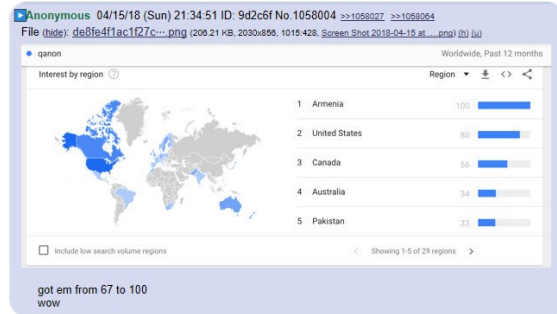 Anonymous 04/15/18 (Sun) 21:34:51 ID: 9d2c6f No.1058004 >>1058027 >>1058064
File (hide): de8fe4f1ac1f27c⋯.png (206.21 KB, 2030x856, 1015:428, Screen Shot 2018-04-15 at ….png) (h) (u)
qanon Worldwide, Past 12 months
Interest by region Region
1 Armenia 100
2 United States 80
3 Canada 56
4 Australia 34
5 Pakistan 33
Include low search volume regions Showing 1-5 of 29 regions
got em from 67 to 100
wow